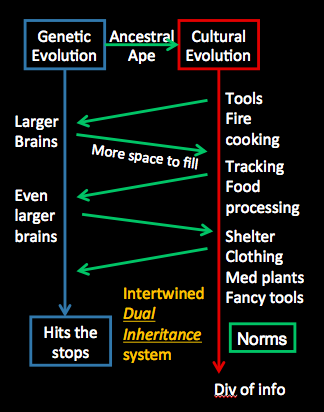 Genetic
Evolution
Ancestral
Ape
Cultural
Evolution
Tools
Fire
cooking
Larger
Brains
More space to fill
Tracking
Food
processing
Even
larger
brains
Shelter
Clothing
Med plants
Fancy tools
Intertwined
Dual
Inheritance
system
Hits the
stops
Norms
Div of info